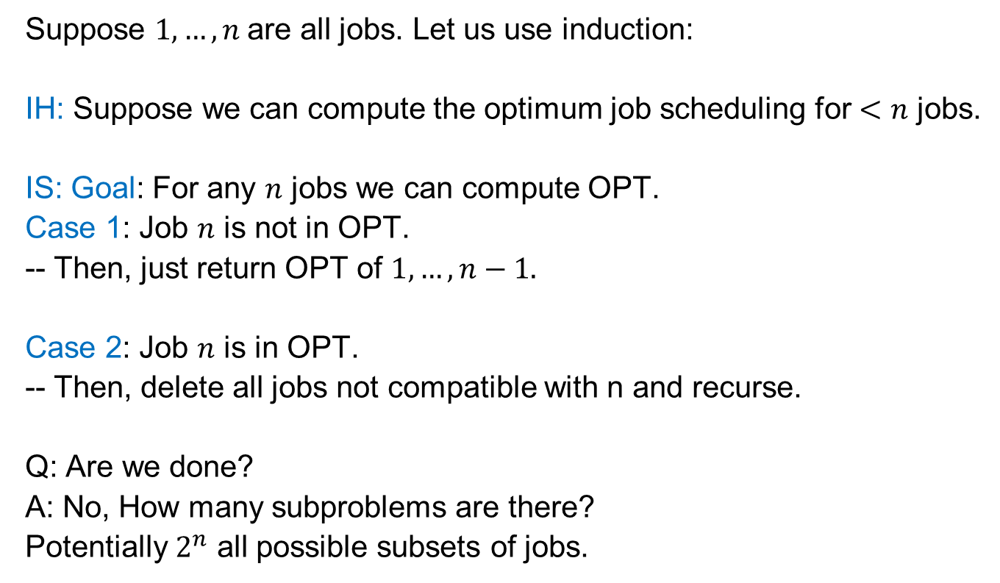 Suppose 1, ... , n are all jobs. Let us use induction:
IH: Suppose we can compute the optimum job scheduling for < n jobs.
IS: Goal: For any n jobs we can compute OPT.
Case 1: Job n is not in OPT.
-- Then, just return OPT of 1, ... , n − 1.
Case 2: Job n is in OPT.
-- Then, delete all jobs not compatible with n and recurse.
Q: Are we done?
A: No, How many subproblems are there?
Potentially 2ⁿ all possible subsets of jobs.